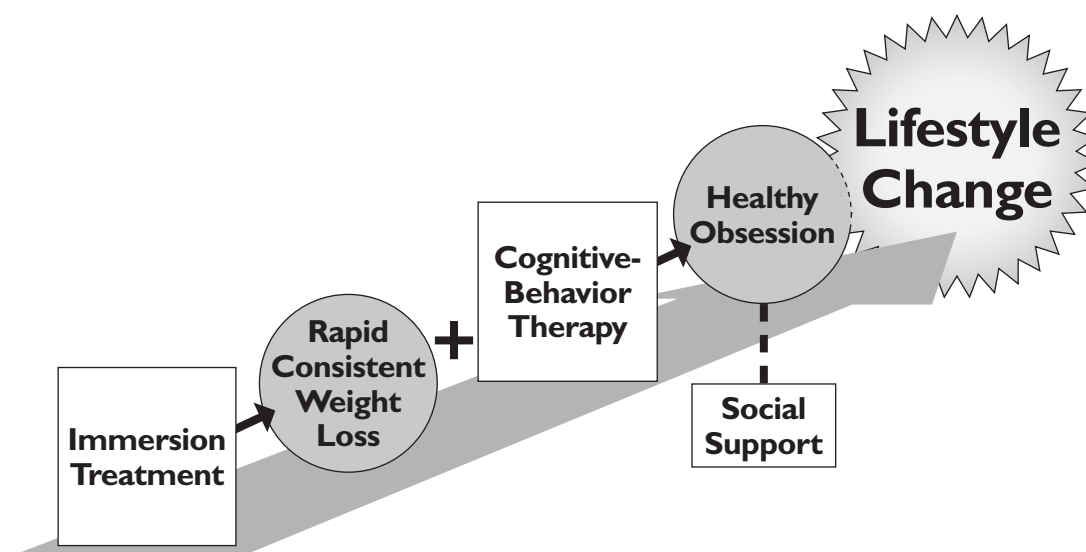 Immersion
Treatment
Rapid
Consistent
Weight
Loss
+
Cognitive-
Behavior
Therapy
Healthy
Obsession
Social
Support
Lifestyle
Change